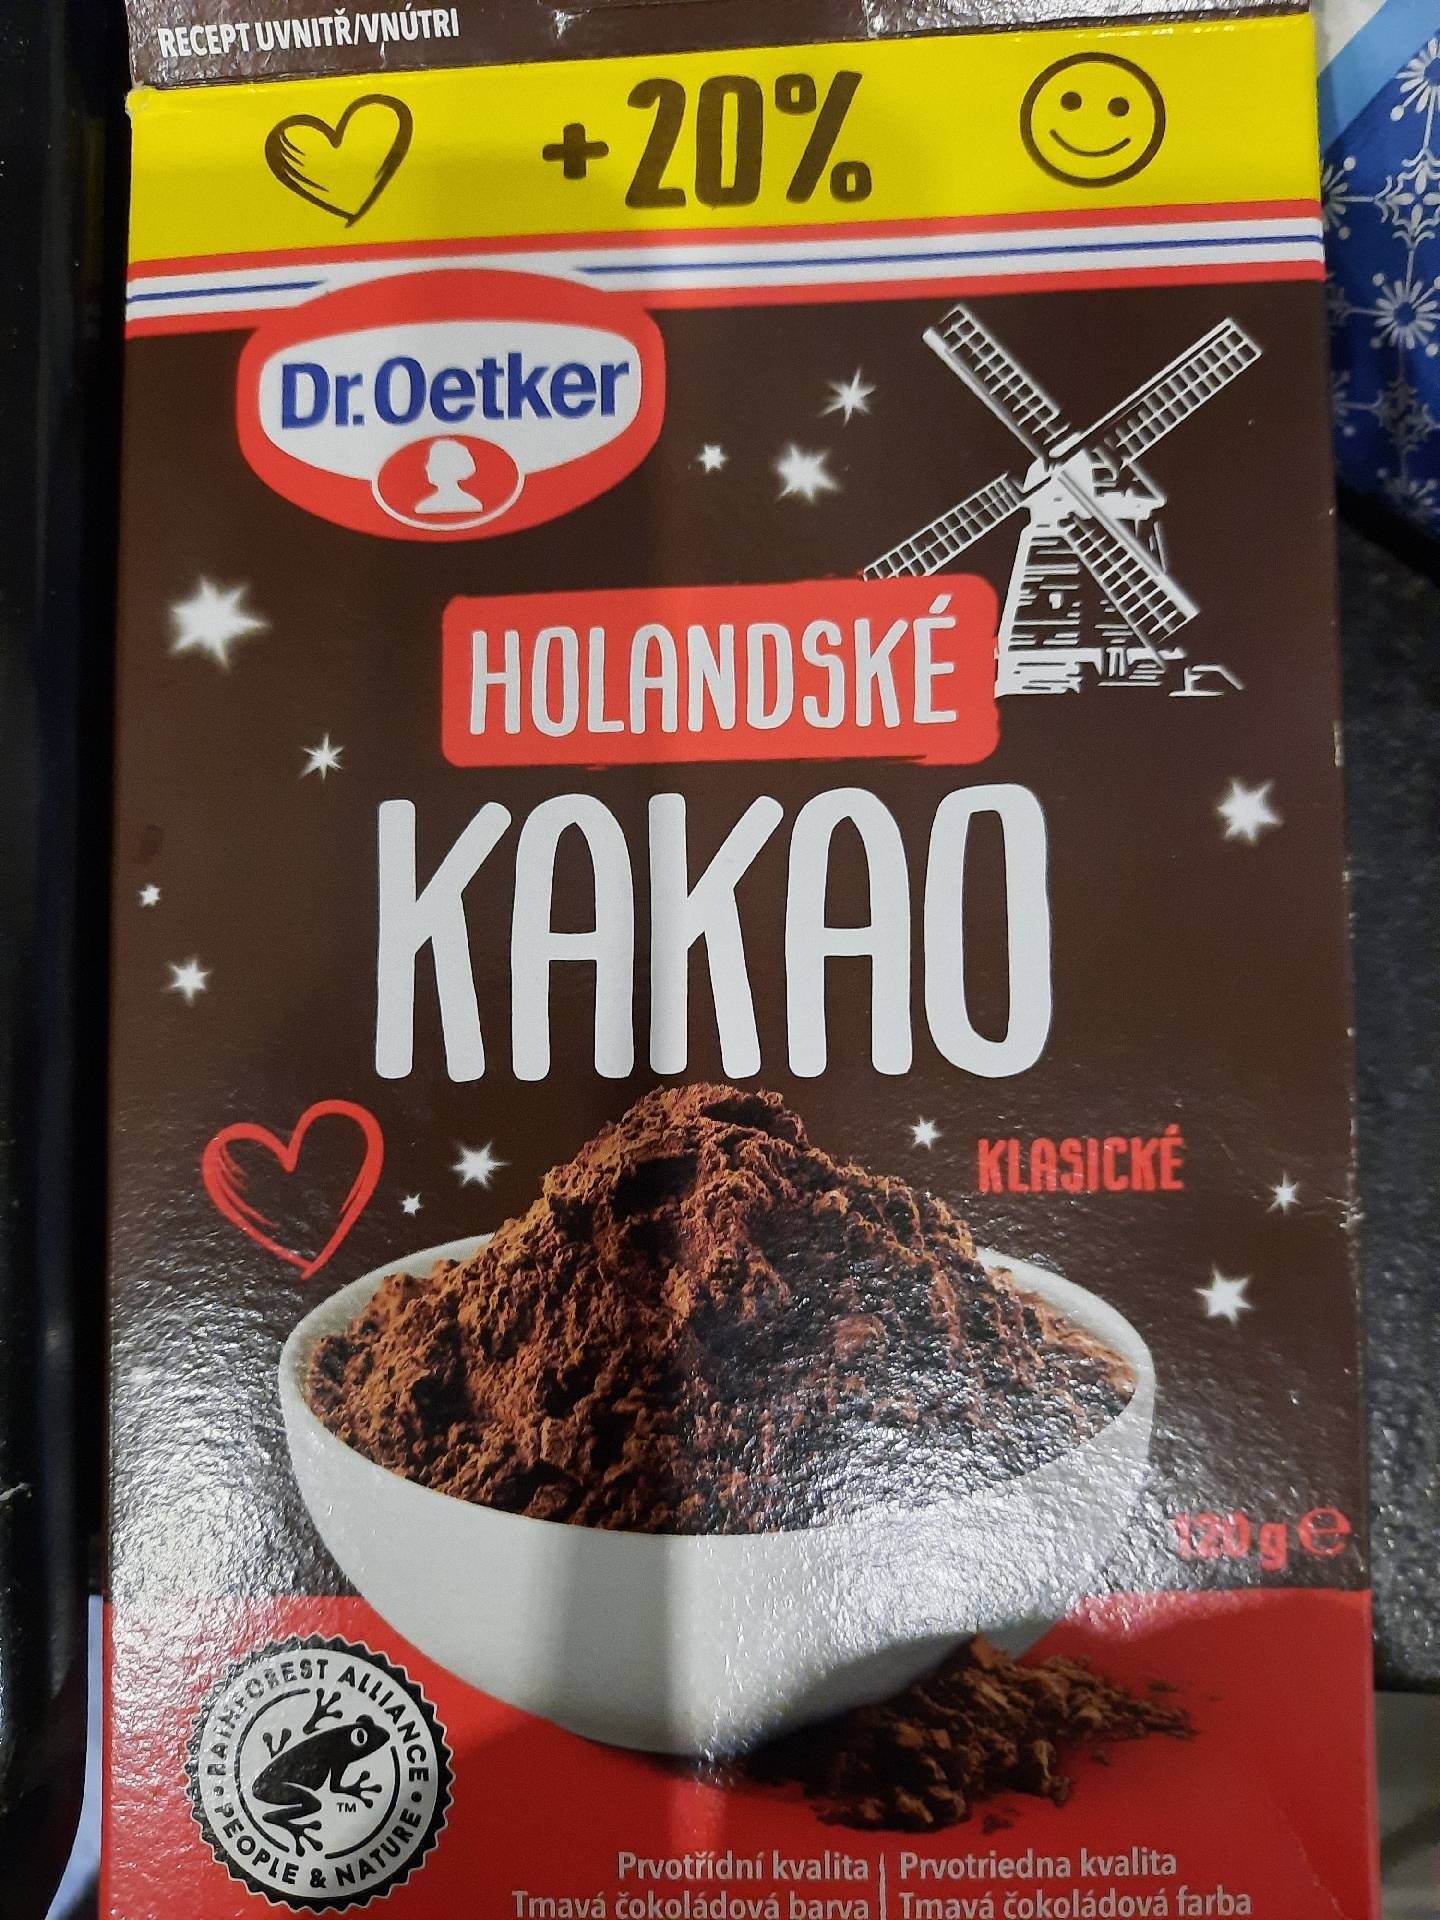 RECEPT UVNITŘ/VNÚTRI
+20%
Dr.Oetker
HOLANDSKÉ
KAKAO
KLASICKÉ
120 g e
RAINFOREST ALLIANCE
PEOPLE & NATURE
TM
Prvotřídní kvalita | Prvotriedna kvalita
Tmavá čokoládová barva | Tmavá čokoládová farba